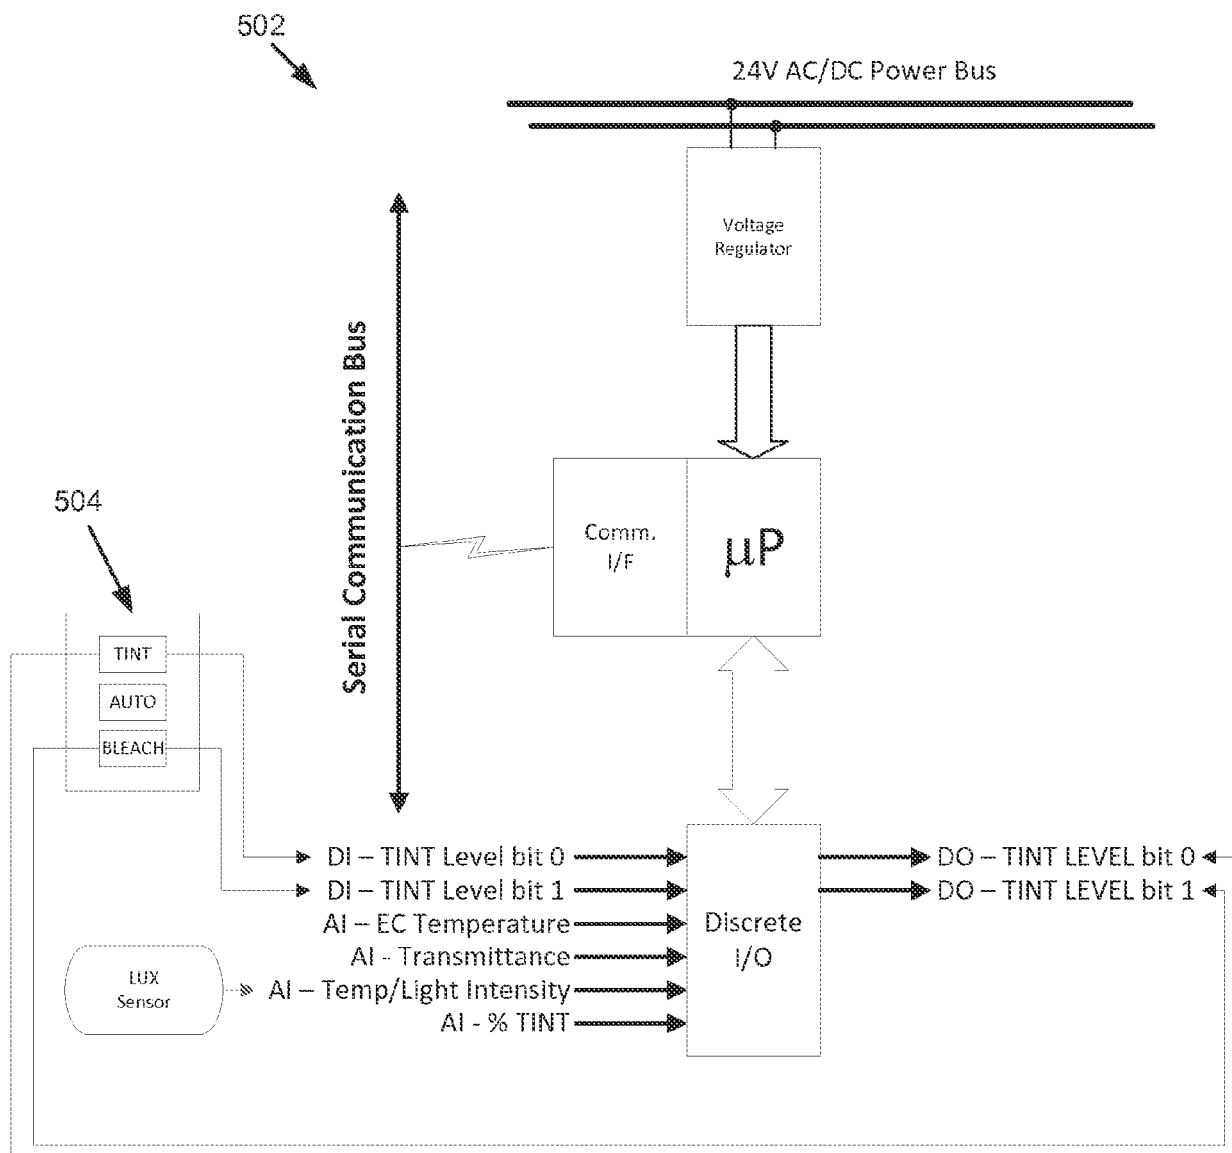 502
24V AC/DC Power Bus
Voltage
Regulator
Serial Communication Bus
Comm.
I/F
µP
504
TINT
AUTO
BLEACH
DI – TINT Level bit 0
DI – TINT Level bit 1
AI – EC Temperature
AI - Transmittance
AI – Temp/Light Intensity
AI - % TINT
LUX
Sensor
Discrete
I/O
DO – TINT LEVEL bit 0
DO – TINT LEVEL bit 1